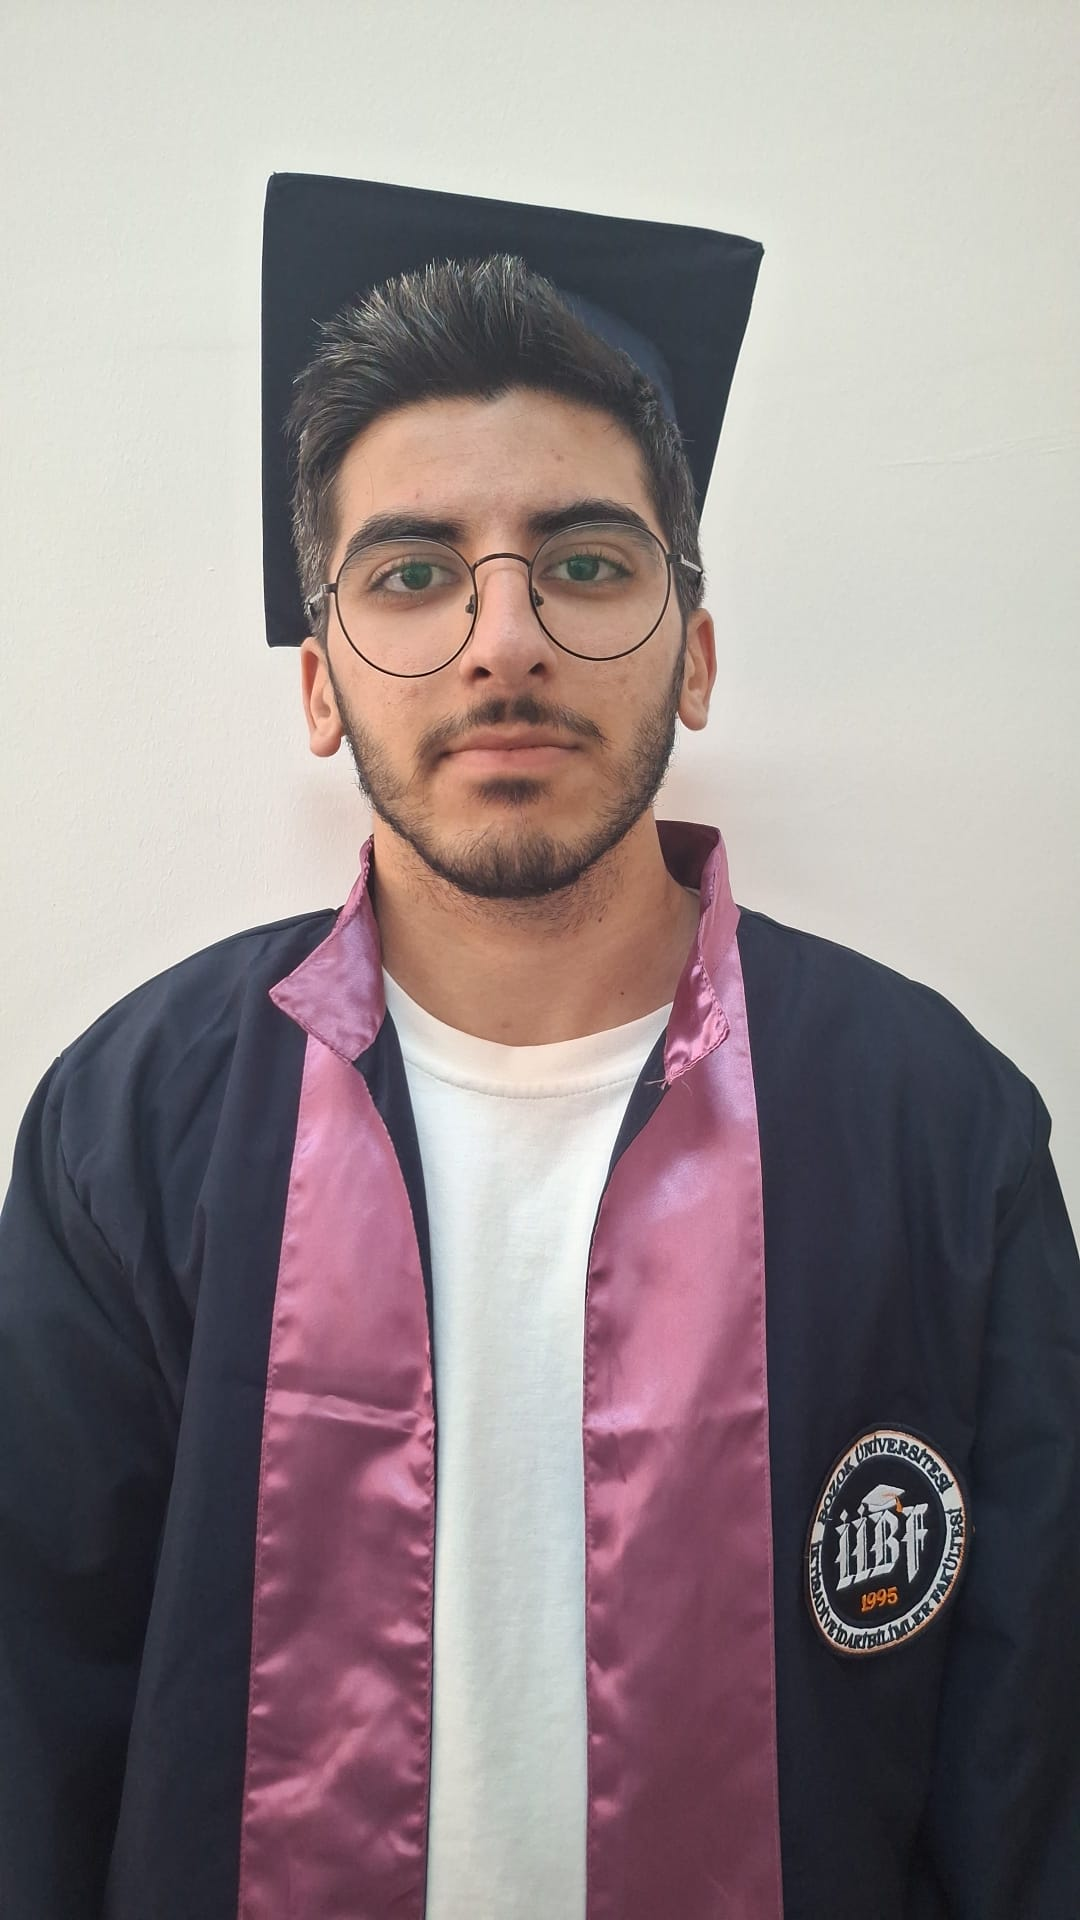 BOZOK ÜNİVERSİTESİ
İİBF
1995
İKTİSADİ VE İDARİ BİLİMLER FAKÜLTESİ